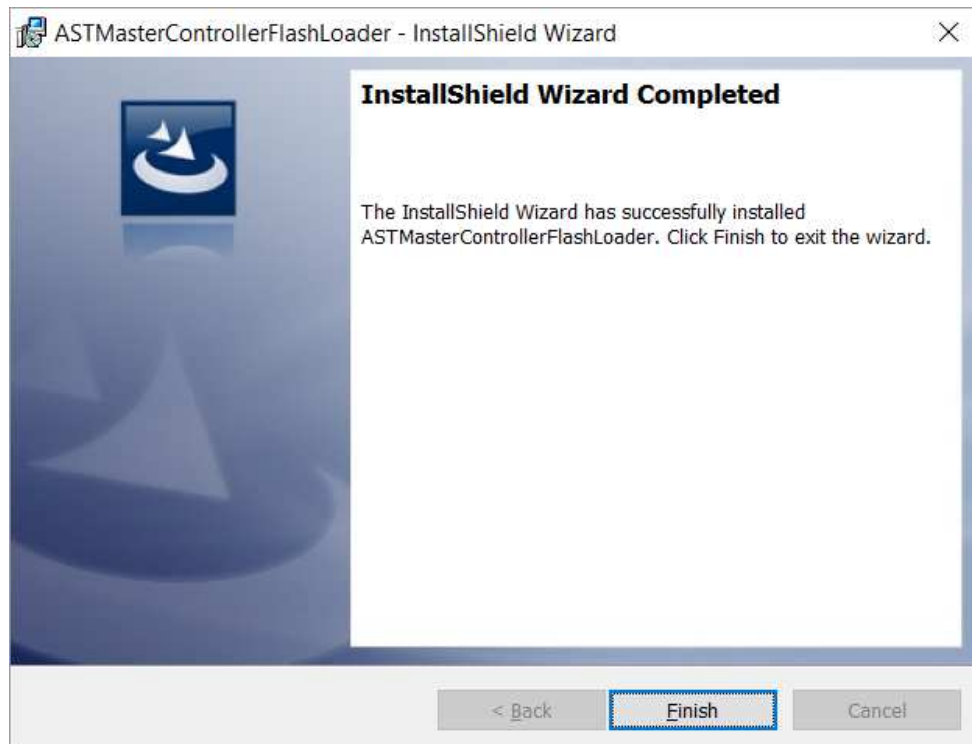 ASTMasterControllerFlashLoader - InstallShield Wizard
InstallShield Wizard Completed
The InstallShield Wizard has successfully installed
ASTMasterControllerFlashLoader. Click Finish to exit the wizard.
< Back
Finish
Cancel